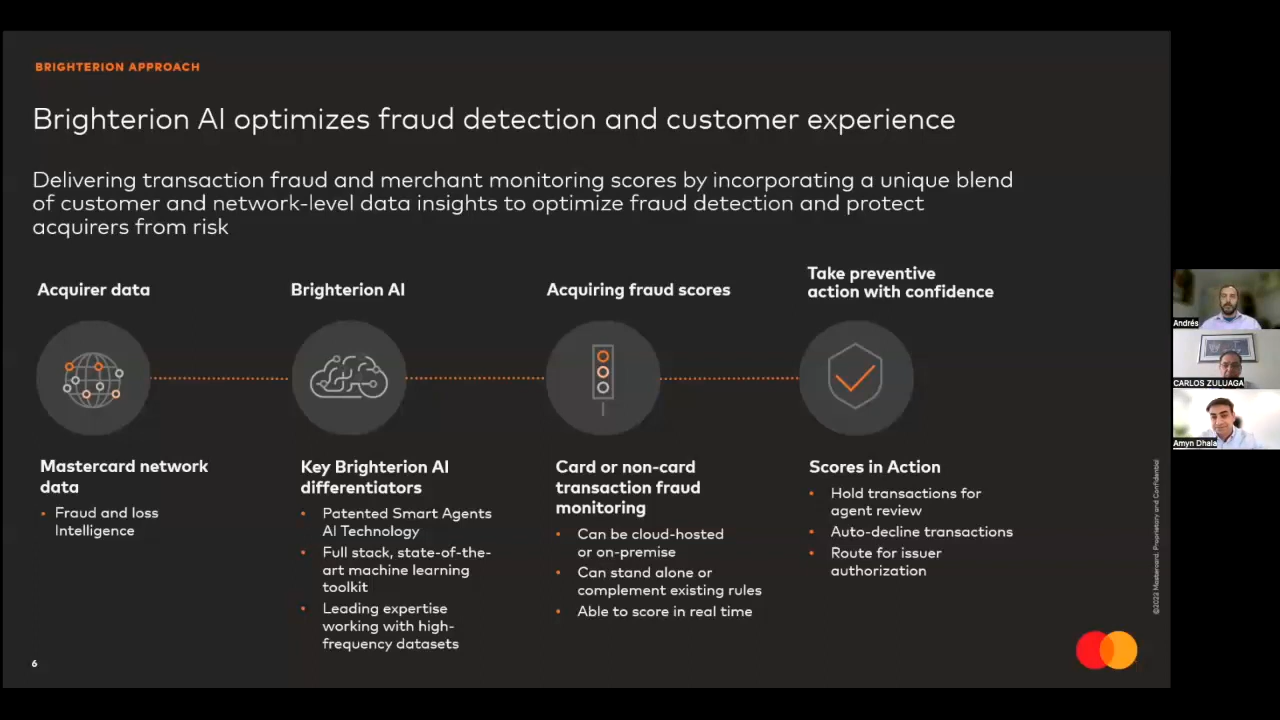 BRIGHTERION APPROACH
Brighterion AI optimizes fraud detection and customer experience
Delivering transaction fraud and merchant monitoring scores by incorporating a unique blend
of customer and network-level data insights to optimize fraud detection and protect
acquirers from risk
Acquirer data
Mastercard network
data
• Fraud and loss
Intelligence
Brighterion AI
Key Brighterion AI
differentiators
• Patented Smart Agents
AI Technology
• Full stack, state-of-the-
art machine learning
toolkit
• Leading expertise
working with high-
frequency datasets
Acquiring fraud scores
Card or non-card
transaction fraud
monitoring
• Can be cloud-hosted
or on-premise
• Can stand alone or
complement existing rules
• Able to score in real time
Take preventive
action with confidence
Scores in Action
• Hold transactions for
agent review
• Auto-decline transactions
• Route for issuer
authorization
©2022 Mastercard. Proprietary and Confidential
6
Andrés
CARLOS ZULUAGA
Amyn Dhala